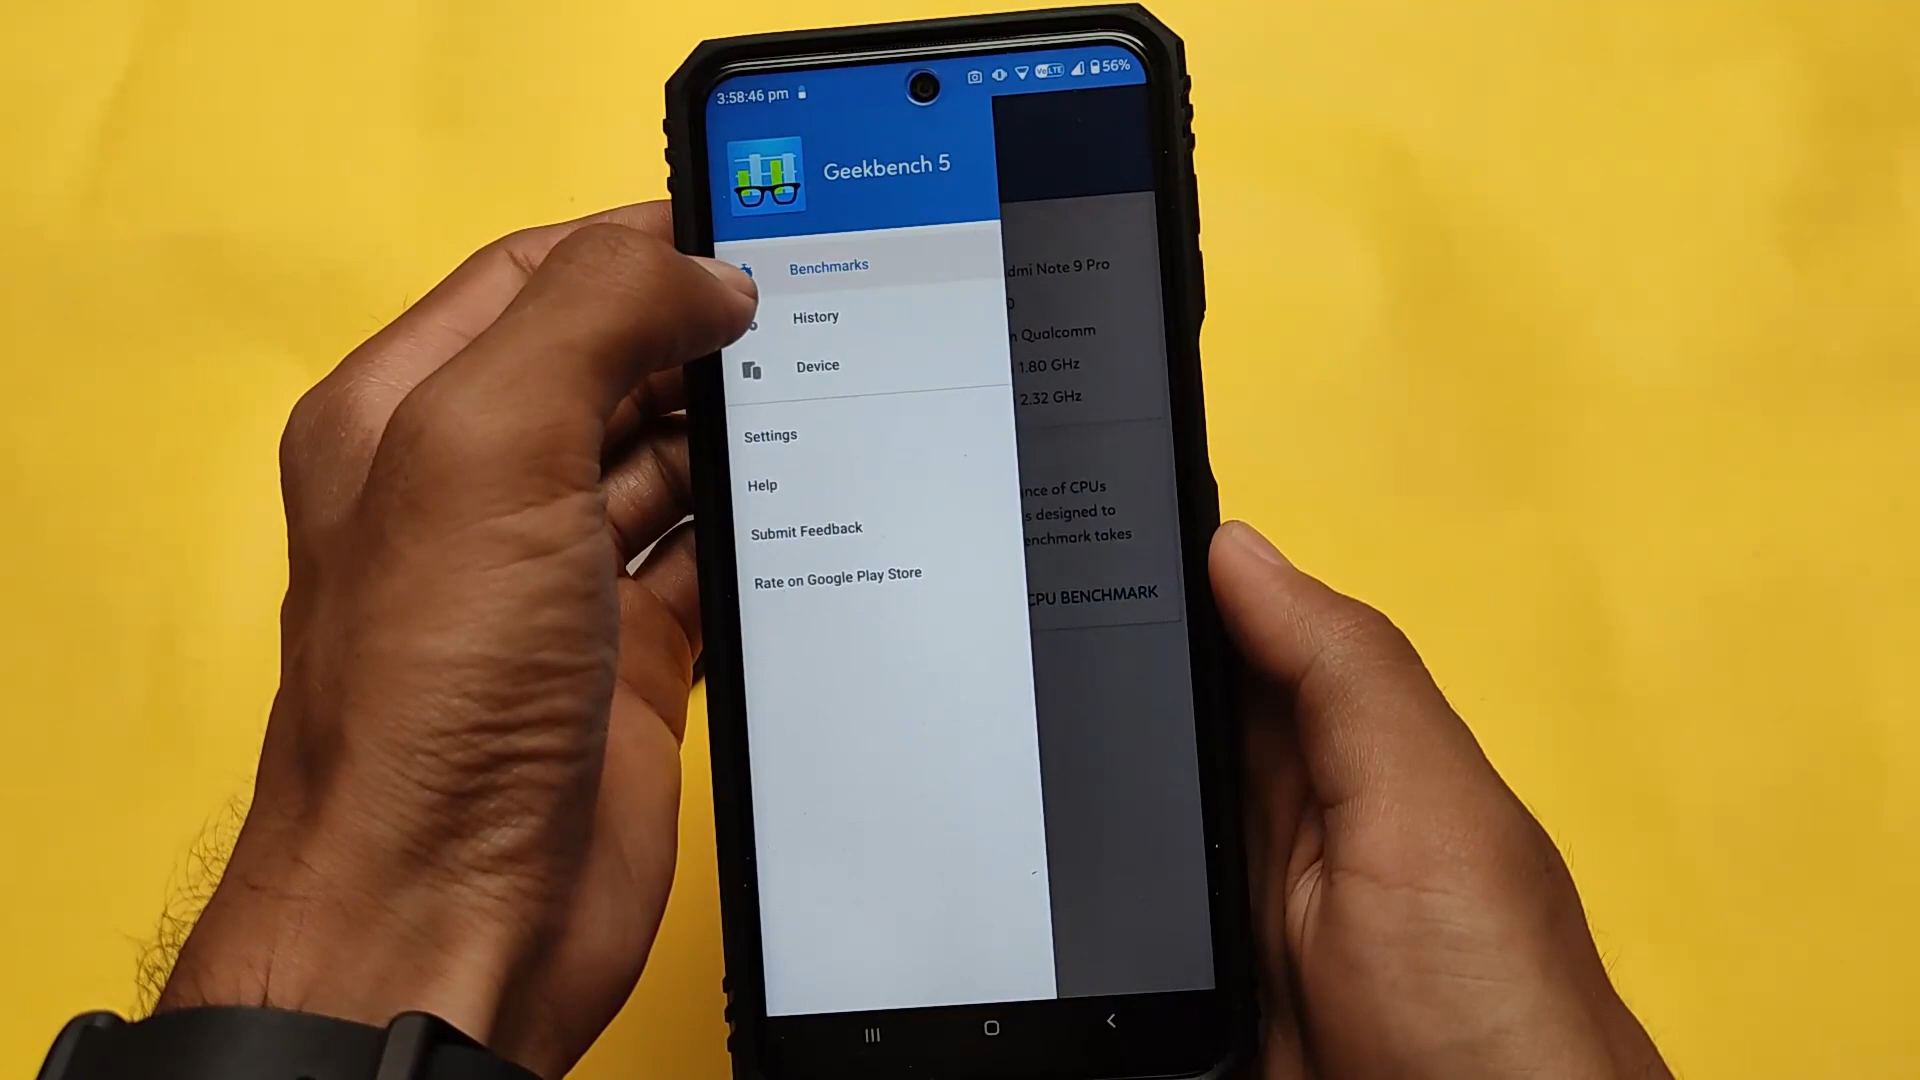 3:58:46 pm
VoLTE
56%
Geekbench 5
Benchmarks
History
Device
Settings
Help
Submit Feedback
Rate on Google Play Store
dmi Note 9 Pro
Qualcomm
1.80 GHz
2.32 GHz
nce of CPUs
s designed to
enchmark takes
CPU BENCHMARK